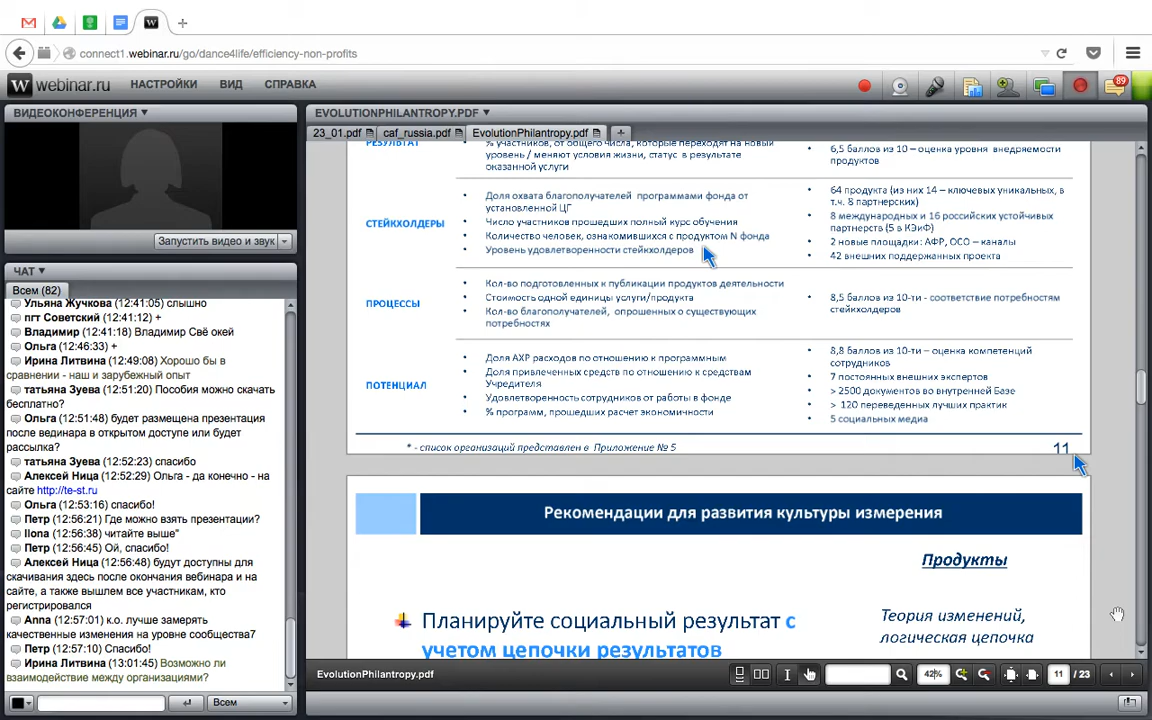 connect1.webinar.ru/go/dance4life/efficiency-non-profits
W webinar.ru НАСТРОЙКИ ВИД СПРАВКА
89
ВИДЕОКОНФЕРЕНЦИЯ
Запустить видео и звук
ЧАТ
Всем (82)
Ульяна Жучкова (12:41:05) слышно
пгт Советский (12:41:12) +
Владимир (12:41:18) Владимир Своё окей
Ольга (12:46:33) +
Ирина Литвина (12:49:08) Хорошо бы в
сравнении - наш и зарубежный опыт
татьяна Зуева (12:51:20) Пособия можно скачать
бесплатно?
Ольга (12:51:48) будет размещена презентация
после вединара в открытом доступе или будет
рассылка?
татьяна Зуева (12:52:23) спасибо
Алексей Ница (12:52:29) Ольга - да конечно - на
сайте http://te-st.ru
Ольга (12:53:16) спасибо!
Петр (12:56:21) Где можно взять презентации?
Ilona (12:56:38) читайте выше"
Петр (12:56:45) Ой, спасибо!
Алексей Ница (12:56:48) будут доступны для
скачивания здесь после окончания вебинара и на
сайте, а также вышлем все участникам, кто
регистрировался
Anna (12:57:01) к.о. лучше замерять
качественные изменения на уровне сообщества7
Петр (12:57:10) Спасибо!
Ирина Литвина (13:01:45) Возможно ли
взаимодействие между организациями?
Всем
EVOLUTIONPHILANTROPY.PDF
23_01.pdf caf_russia.pdf EvolutionPhilantropy.pdf
РЕЗУЛЬТАТ
% участников, от общего числа, которые переходят на новый
уровень / меняют условия жизни, статус в результате
оказанной услуги
6,5 баллов из 10 – оценка уровня внедряемости
продуктов
СТЕЙКХОЛДЕРЫ
Доля охвата благополучателей программами фонда от
установленной ЦГ
Число участников прошедших полный курс обучения
Количество человек, ознакомившихся с продуктом N фонда
Уровень удовлетворенности стейкхолдеров
64 продукта (из них 14 – ключевых уникальных, в
т.ч. 8 партнерских)
8 международных и 16 российских устойчивых
партнерств (5 в КЭиФ)
2 новые площадки: АФР, ОСО – каналы
42 внешних поддержанных проекта
ПРОЦЕССЫ
Кол-во подготовленных к публикации продуктов деятельности
Стоимость одной единицы услуги/продукта
Кол-во благополучателей, опрошенных о существующих
потребностях
8,5 баллов из 10-ти - соответствие потребностям
стейкхолдеров
ПОТЕНЦИАЛ
Доля АХР расходов по отношению к программным
Доля привлеченных средств по отношению к средствам
Учредителя
Удовлетворенность сотрудников от работы в фонде
% программ, прошедших расчет экономичности
8,8 баллов из 10-ти – оценка компетенций
сотрудников
7 постоянных внешних экспертов
> 2500 документов во внутренней Базе
> 120 переведенных лучших практик
5 социальных медиа
* - список организаций представлен в Приложение № 5
11
Рекомендации для развития культуры измерения
Продукты
Планируйте социальный результат с
учетом цепочки результатов
Теория изменений,
логическая цепочка
EvolutionPhilantropy.pdf
42%
11 / 23